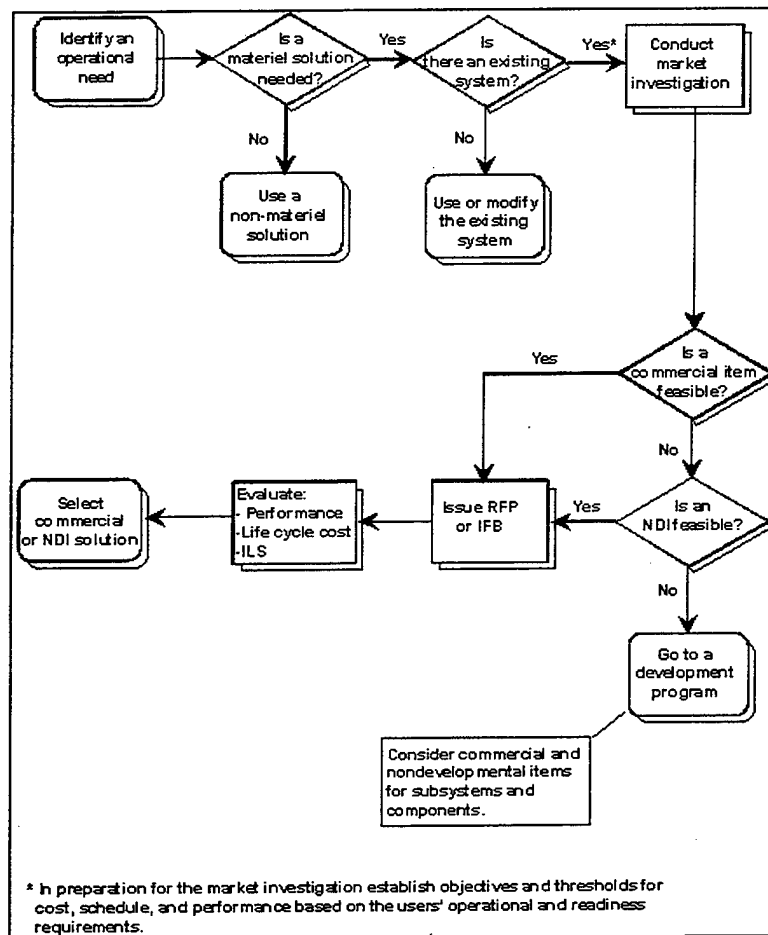 Identify an
operational
need
Is a
materiel solution
needed?
Yes
Is
there an existing
system?
Yes*
Conduct
market
investigation
No
Use a
non-materiel
solution
No
Use or modify
the existing
system
Is a
commercial item
feasible?
Yes
No
Is an
NDI feasible?
Yes
Issue RFP
or IFB
Evaluate:
- Performance
-Life cycle cost
-ILS
Select
commercial
or NDI solution
No
Go to a
development
program
Consider commercial and
nondevelopmental items
for subsystems and
components.
* In preparation for the market investigation establish objectives and thresholds for
cost, schedule, and performance based on the users' operational and readiness
requirements.